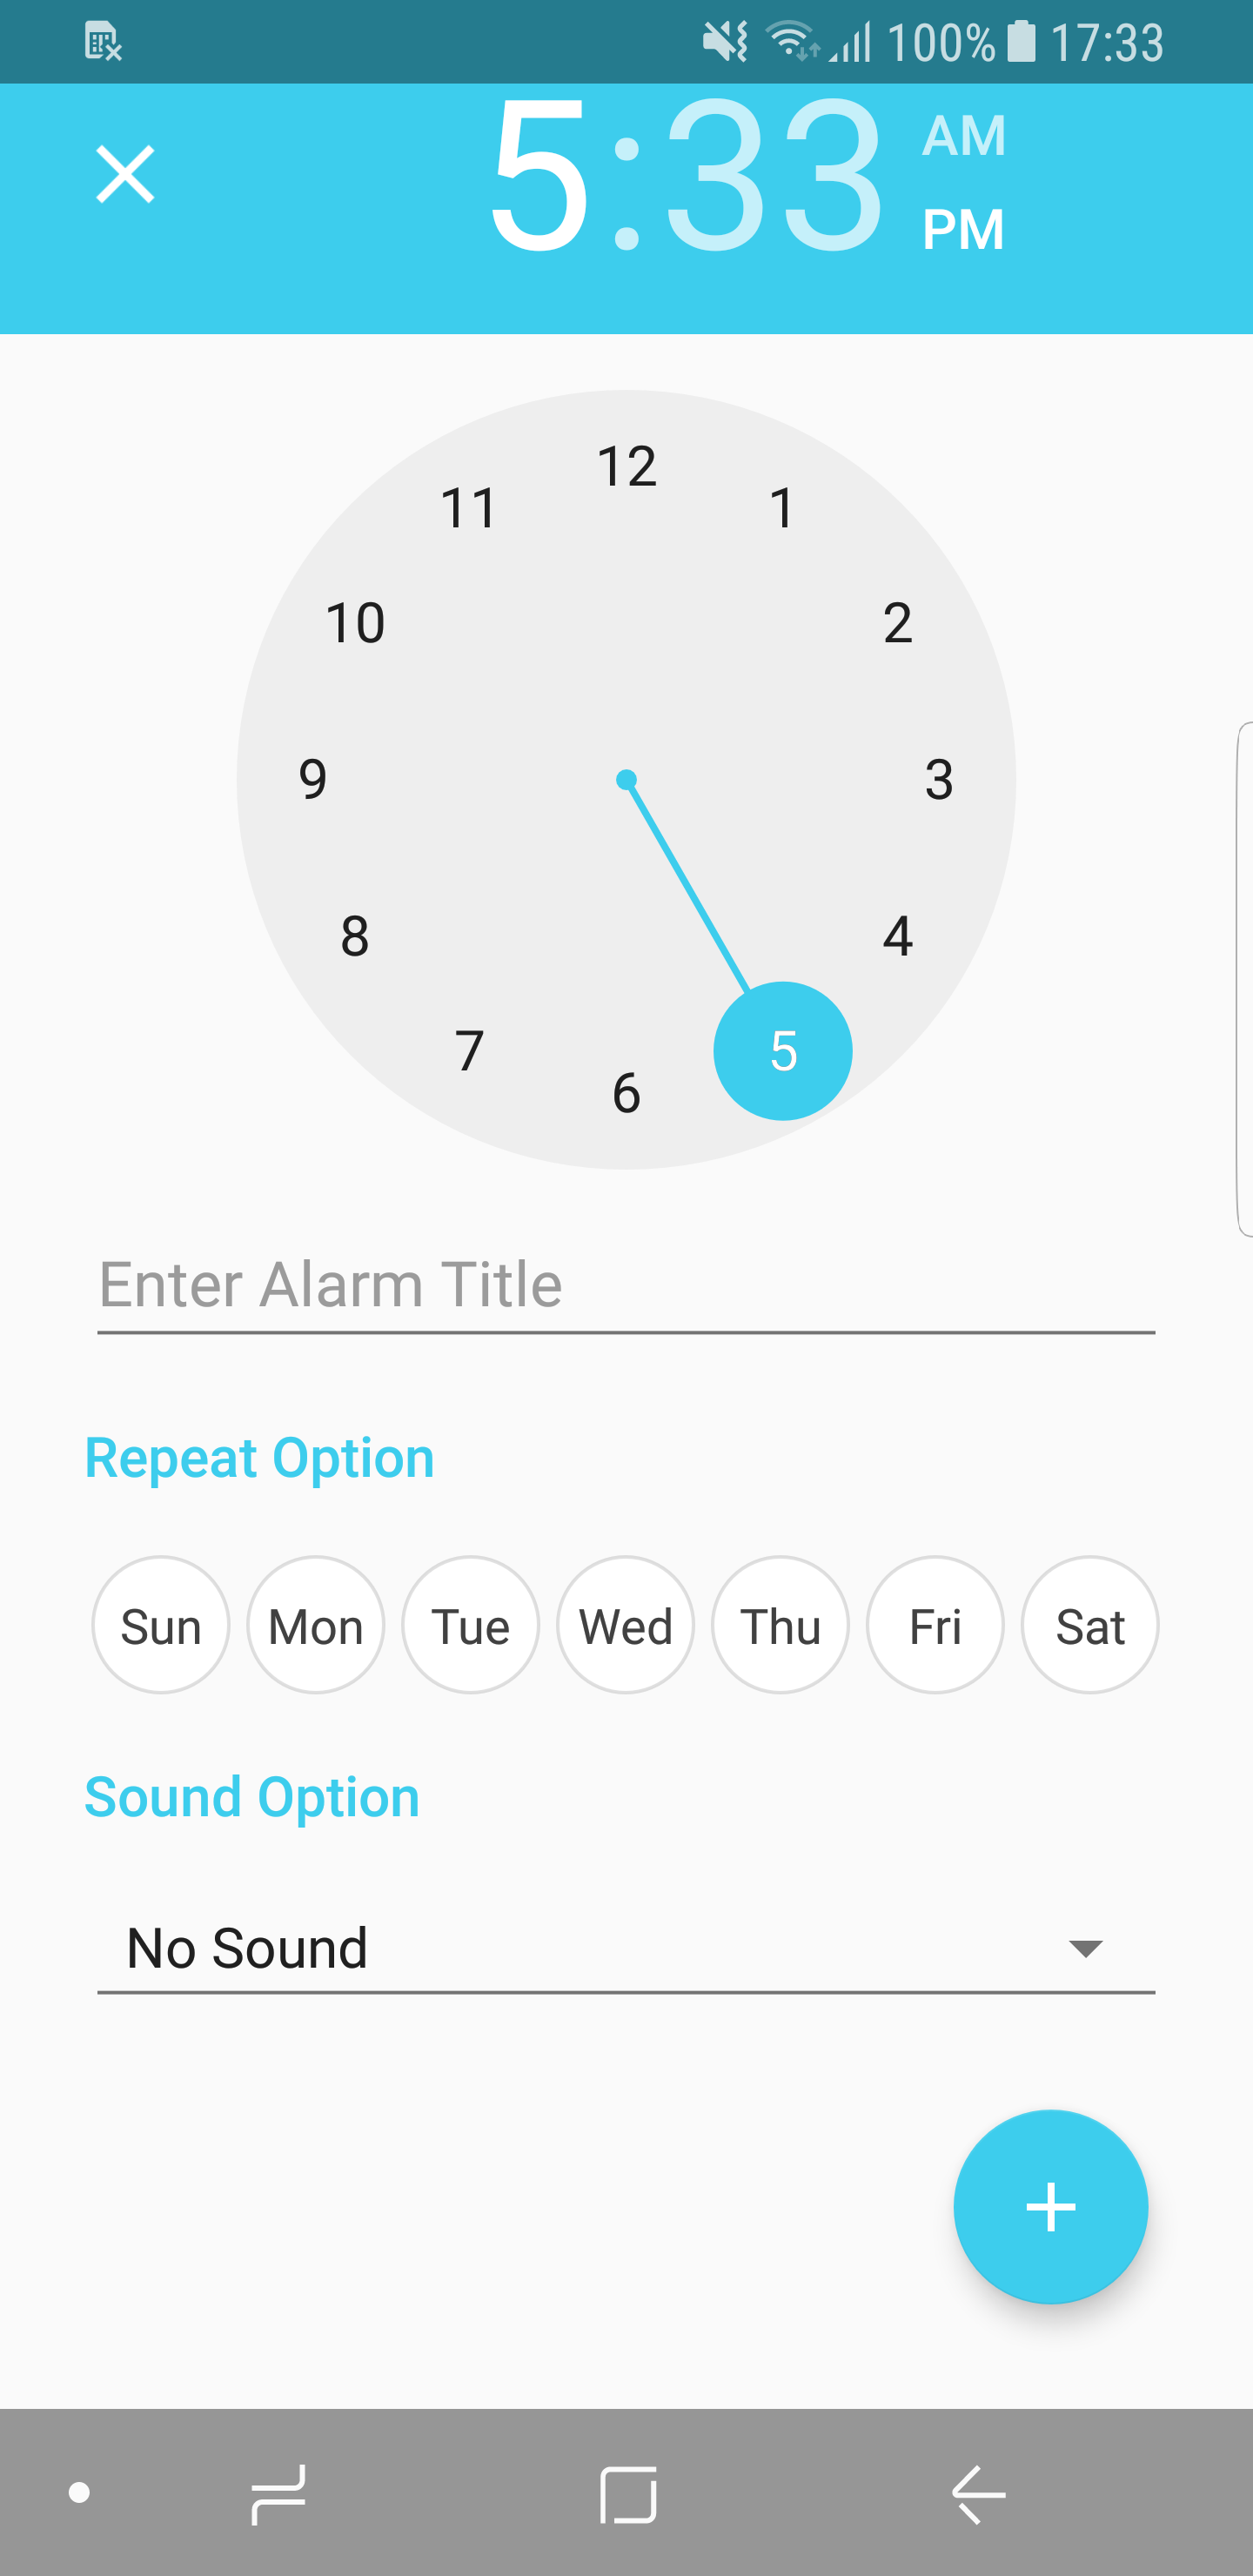 100% 17:33
5:33 AM
PM
12
11 1
10 2
9 3
8 4
7 5
6
Enter Alarm Title
Repeat Option
Sun Mon Tue Wed Thu Fri Sat
Sound Option
No Sound